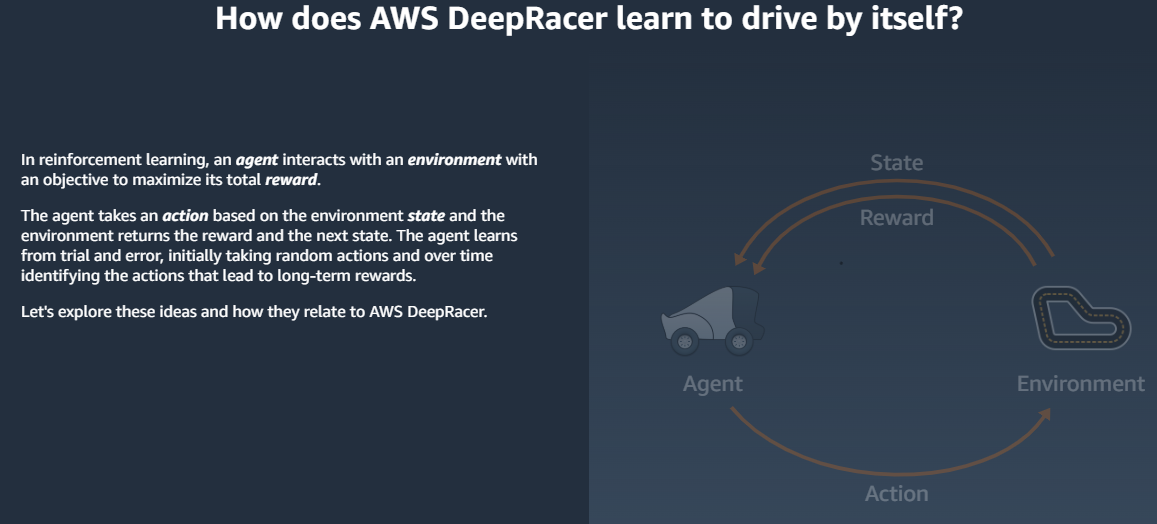 How does AWS DeepRacer learn to drive by itself?
In reinforcement learning, an agent interacts with an environment with
an objective to maximize its total reward.
The agent takes an action based on the environment state and the
environment returns the reward and the next state. The agent learns
from trial and error, initially taking random actions and over time
identifying the actions that lead to long-term rewards.
Let's explore these ideas and how they relate to AWS DeepRacer.
State
Reward
Agent
Environment
Action